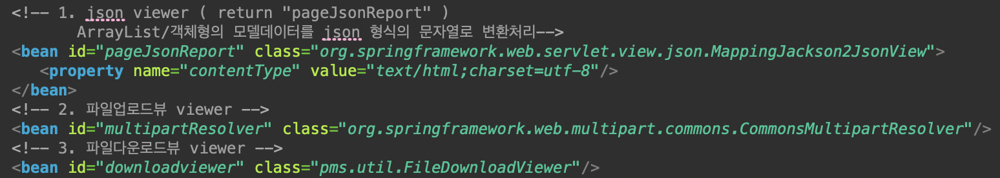 <!-- 1. json viewer ( return "pageJsonReport" )
ArrayList/객체형의 모델데이터를 json 형식의 문자열로 변환처리-->
<bean id="pageJsonReport" class="org.springframework.web.servlet.view.json.MappingJackson2JsonView">
<property name="contentType" value="text/html;charset=utf-8"/>
</bean>
<!-- 2. 파일업로드뷰 viewer -->
<bean id="multipartResolver" class="org.springframework.web.multipart.commons.CommonsMultipartResolver"/>
<!-- 3. 파일다운로드뷰 viewer -->
<bean id="downloadviewer" class="pms.util.FileDownloadViewer"/>